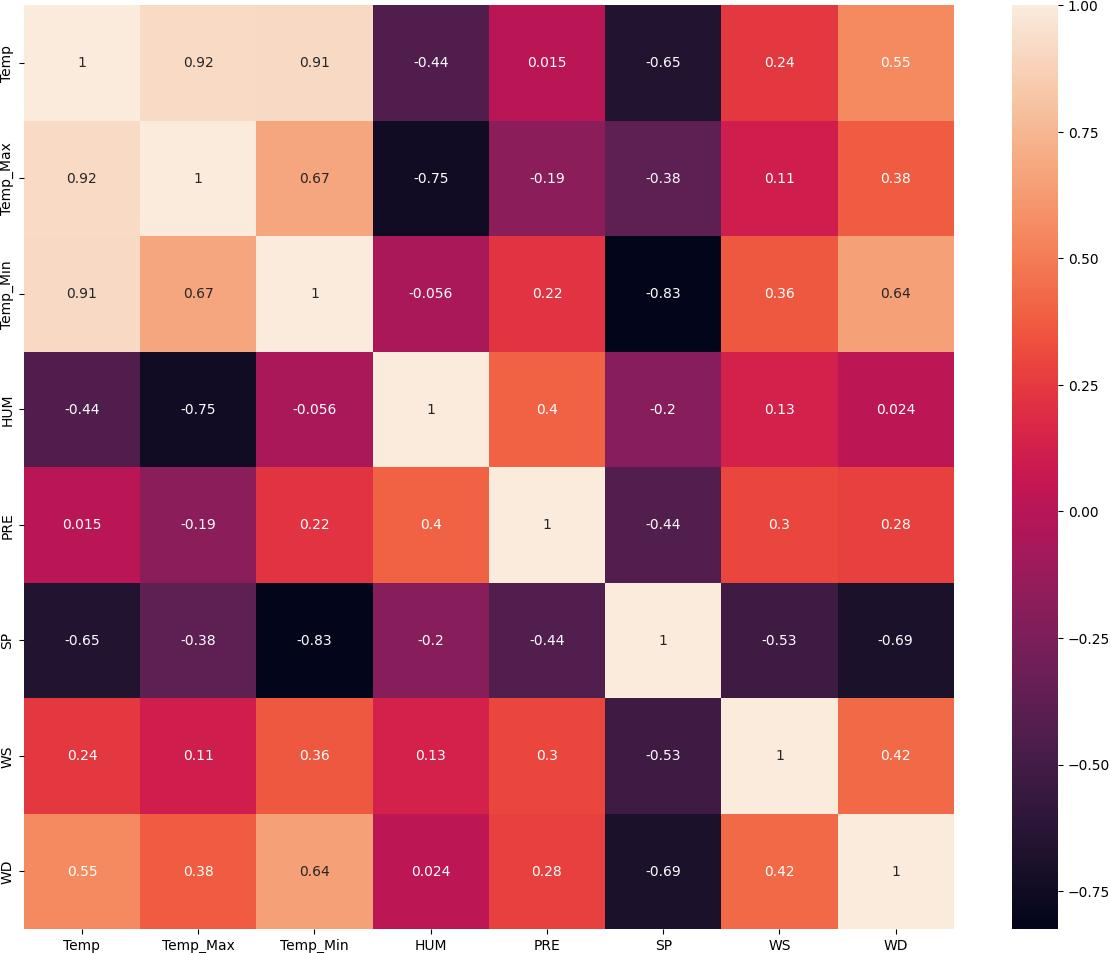 Temp 1 0.92 0.91 -0.44 0.015 -0.65 0.24 0.55
Temp_Max 0.92 1 0.67 -0.75 -0.19 -0.38 0.11 0.38
Temp_Min 0.91 0.67 1 -0.056 0.22 -0.83 0.36 0.64
HUM -0.44 -0.75 -0.056 1 0.4 -0.2 0.13 0.024
PRE 0.015 -0.19 0.22 0.4 1 -0.44 0.3 0.28
SP -0.65 -0.38 -0.83 -0.2 -0.44 1 -0.53 -0.69
WS 0.24 0.11 0.36 0.13 0.3 -0.53 1 0.42
WD 0.55 0.38 0.64 0.024 0.28 -0.69 0.42 1
Temp Temp_Max Temp_Min HUM PRE SP WS WD
1.00
0.75
0.50
0.25
0.00
−0.25
−0.50
−0.75